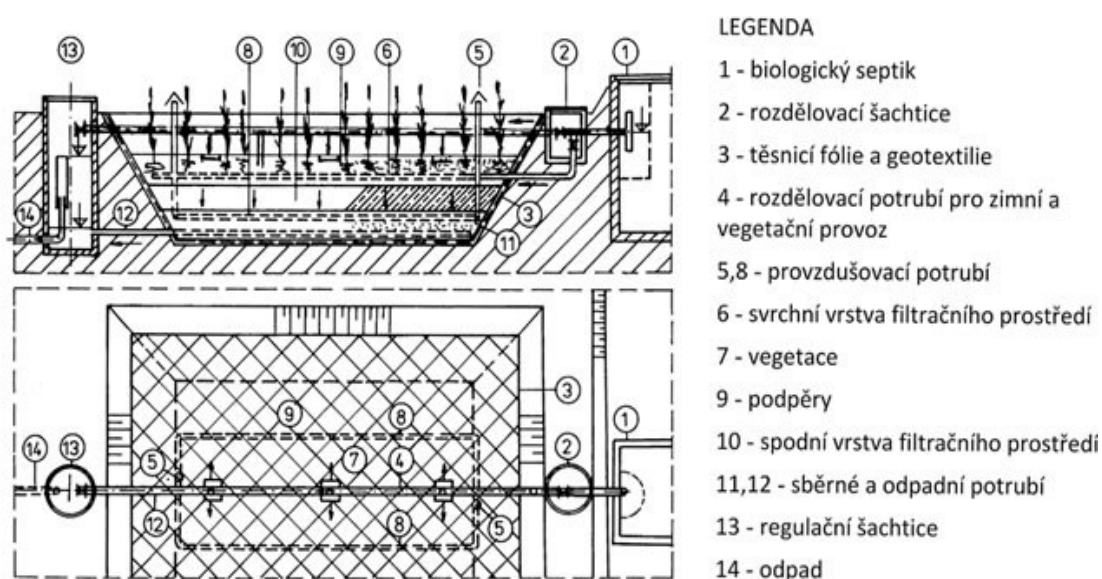 13 8 10 9 6 5 2 1
14 12 3 11
3
9 8 1
14 13 5 7 4 2
12 8 5
LEGENDA
1 - biologický septik
2 - rozdělovací šachtice
3 - těsnicí fólie a geotextilie
4 - rozdělovací potrubí pro zimní a
vegetační provoz
5,8 - provzdušovací potrubí
6 - svrchní vrstva filtračního prostředí
7 - vegetace
9 - podpěry
10 - spodní vrstva filtračního prostředí
11,12 - sběrné a odpadní potrubí
13 - regulační šachtice
14 - odpad